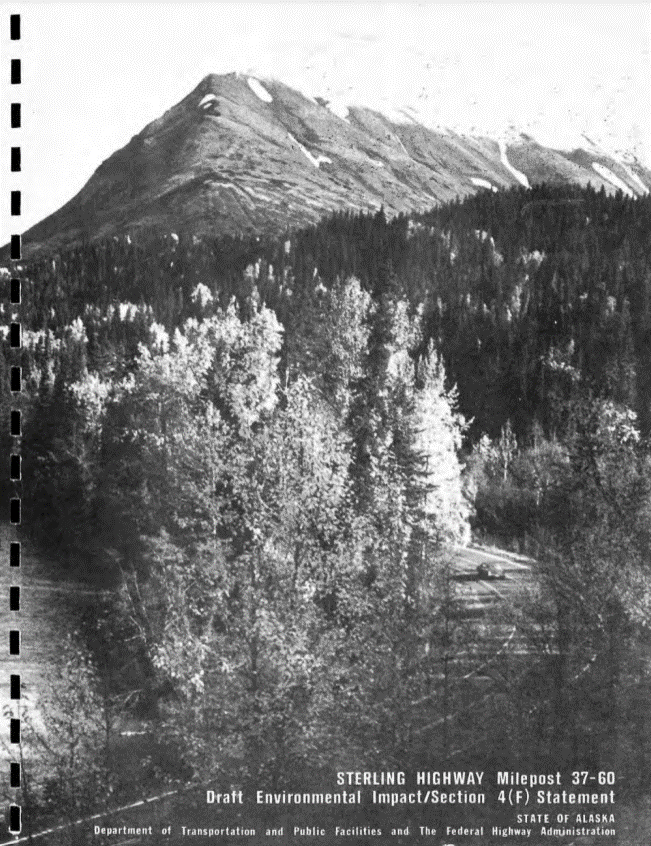 STERLING HIGHWAY Milepost 37-60
Draft Environmental Impact/Section 4(F) Statement
STATE OF ALASKA
Department of Transportation and Public Facilities and The Federal Highway Administration